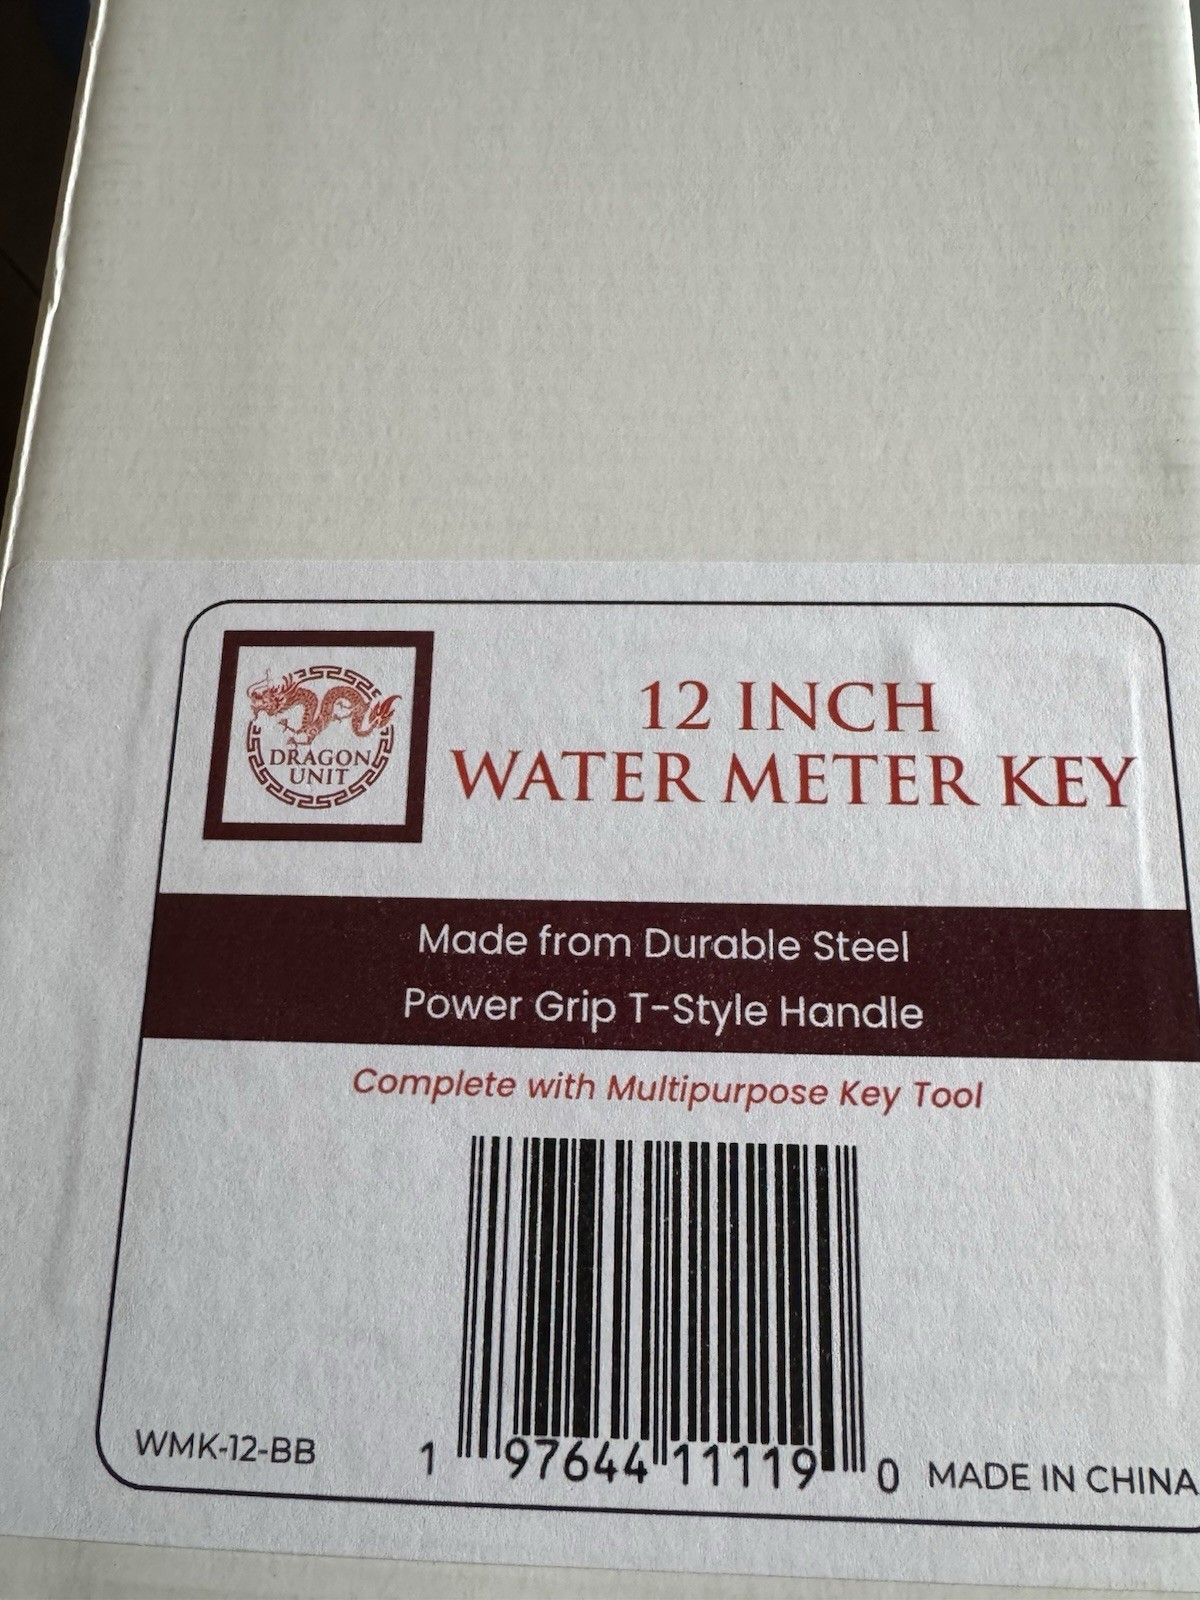 DRAGON
UNIT
12 INCH
WATER METER KEY
Made from Durable Steel
Power Grip T-Style Handle
Complete with Multipurpose Key Tool
WMK-12-BB
1 97644 11119 0
MADE IN CHINA